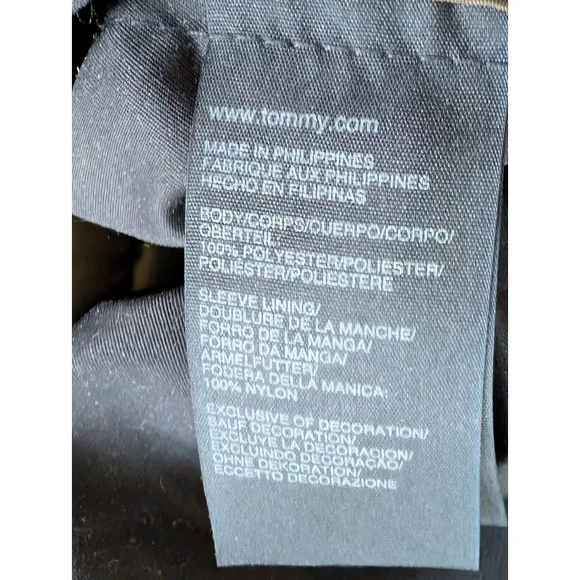 www.tommy.com
MADE IN PHILIPPINES
FABRIQUE AUX PHILIPPINES
HECHO EN FILIPINAS
BODY/CORPS/CUERPO/CORPO/
OBERTEIL:
100% POLYESTER/POLIESTER/
POLIÉSTER/POLIESTERE
SLEEVE LINING/
DOUBLURE DE LA MANCHE/
FORRO DE LA MANGA/
FORRO DA MANGA/
ARMELFUTTER/
FODERA DELLA MANICA:
100% NYLON
EXCLUSIVE OF DECORATION/
SAUF DECORATION/
EXCLUYE LA DECORACION/
EXCLUINDO DECORAÇÃO/
OHNE DEKORATION/
ECCETTO DECORAZIONE